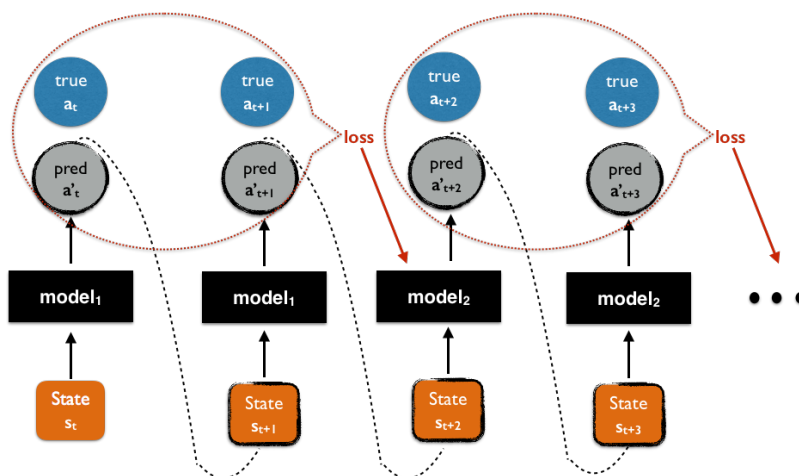 true
aₜ
true
aₜ₊₁
true
aₜ₊₂
true
aₜ₊₃
loss
loss
pred
a'ₜ
pred
a'ₜ₊₁
pred
a'ₜ₊₂
pred
a'ₜ₊₃
model₁
model₁
model₂
model₂
State
sₜ
State
sₜ₊₁
State
sₜ₊₂
State
sₜ₊₃